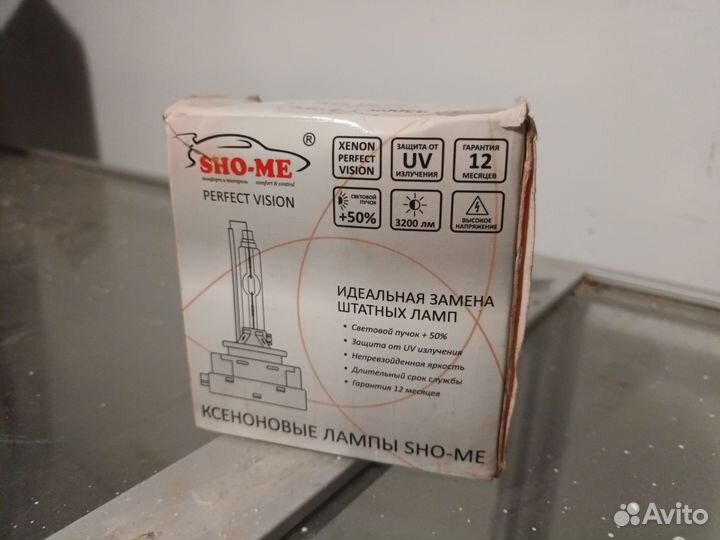 SHO-ME ®
комфорт и контроль comfort & control
PERFECT VISION
XENON
PERFECT
VISION
ЗАЩИТА ОТ
UV
ИЗЛУЧЕНИЯ
ГАРАНТИЯ
12
МЕСЯЦЕВ
СВЕТОВОЙ
ПУЧОК
+50%
3200 лм
ВЫСОКОЕ
НАПРЯЖЕНИЕ
ИДЕАЛЬНАЯ ЗАМЕНА
ШТАТНЫХ ЛАМП
• Световой пучок + 50%
• Защита от UV излучения
• Непревзойденная яркость
• Длительный срок службы
• Гарантия 12 месяцев
КСЕНОНОВЫЕ ЛАМПЫ SHO-ME
Avito